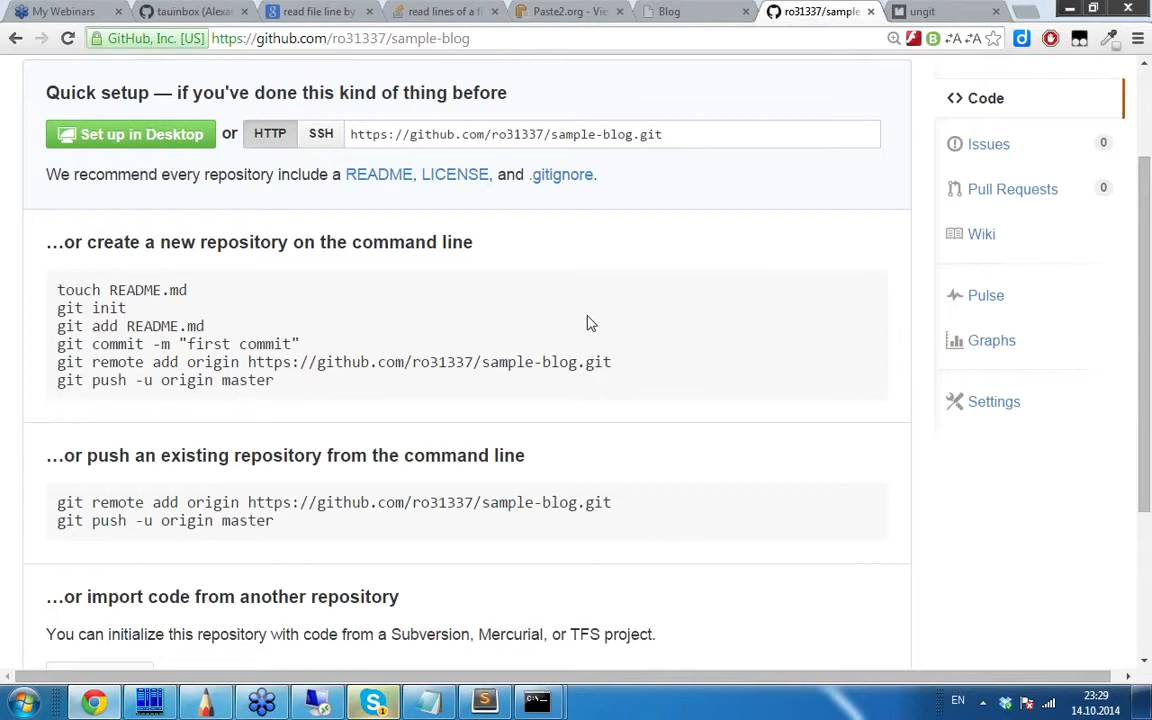 My Webinars
tauinbox (Alexa
read file line by
read lines of a fi
Paste2.org - Vie
Blog
ro31337/sample
ungit
GitHub, Inc. [US] https://github.com/ro31337/sample-blog
Quick setup — if you've done this kind of thing before
Set up in Desktop or HTTP SSH https://github.com/ro31337/sample-blog.git
We recommend every repository include a README, LICENSE, and .gitignore.
…or create a new repository on the command line
touch README.md
git init
git add README.md
git commit -m "first commit"
git remote add origin https://github.com/ro31337/sample-blog.git
git push -u origin master
…or push an existing repository from the command line
git remote add origin https://github.com/ro31337/sample-blog.git
git push -u origin master
…or import code from another repository
You can initialize this repository with code from a Subversion, Mercurial, or TFS project.
Code
Issues 0
Pull Requests 0
Wiki
Pulse
Graphs
Settings
EN
23:29
14.10.2014